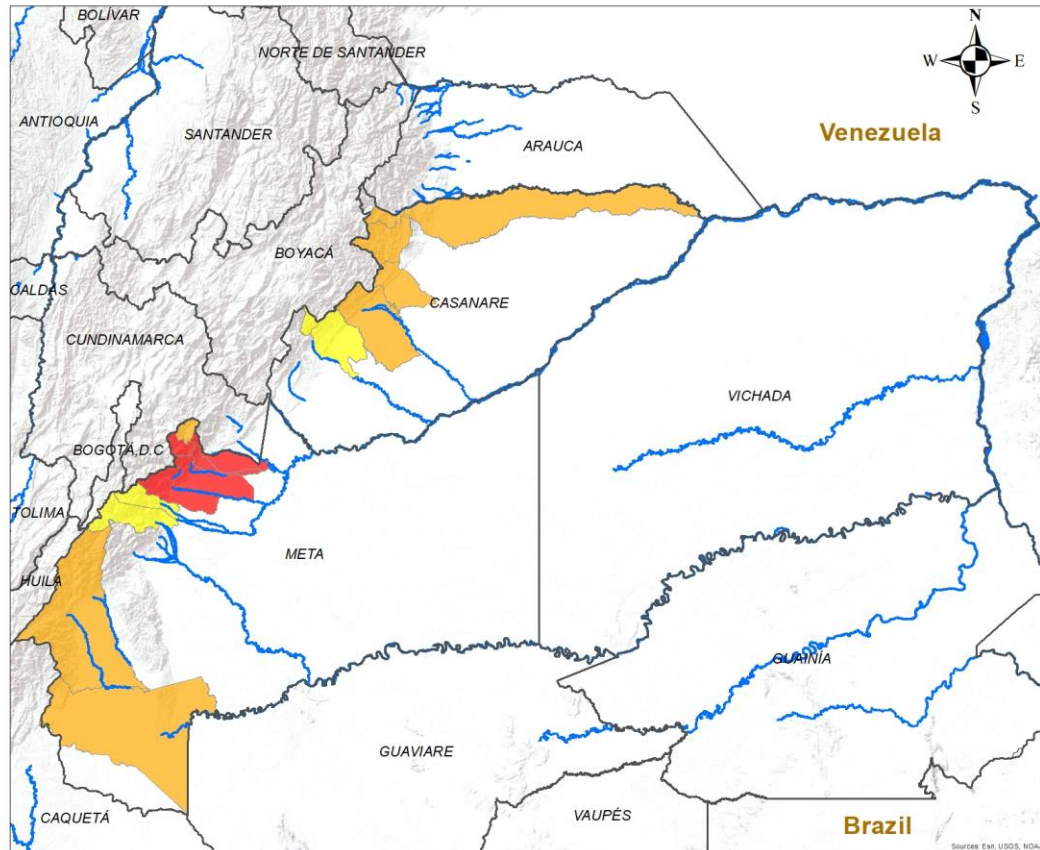 BOLÍVAR
NORTE DE SANTANDER
N
W
E
S
ANTIOQUIA
SANTANDER
ARAUCA
Venezuela
BOYACÁ
CALDAS
CASANARE
CUNDINAMARCA
VICHADA
BOGOTÁ, D.C
TOLIMA
META
HUILA
GUAINÍA
GUAVIARE
CAQUETÁ
VAUPÉS
Brazil
Sources: Esri, USGS, NOAA